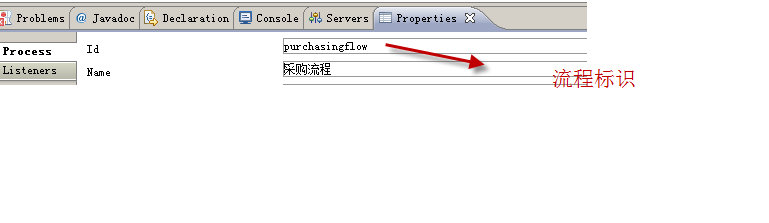 Problems @ Javadoc Declaration Console Servers Properties
Process Id purchasingflow
Listeners Name 采购流程
流程标识